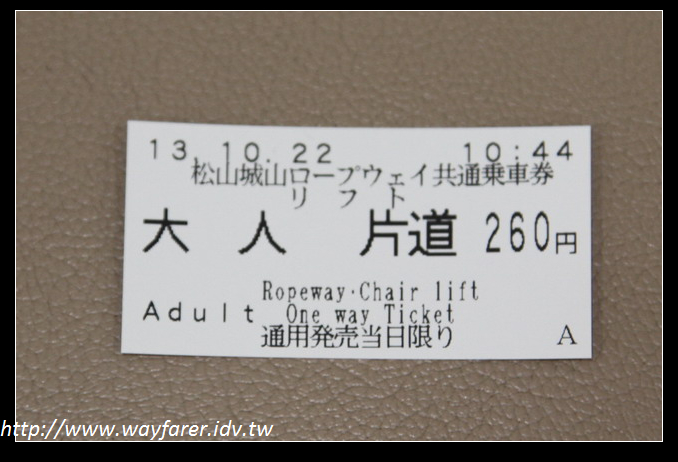 13.10.22 10:44
松山城山ロープウェイ共通乗車券
リフト
大人 片道 260円
Ropeway・Chair lift
Adult One way Ticket
通用発売当日限り A
http://www.wayfarer.idv.tw